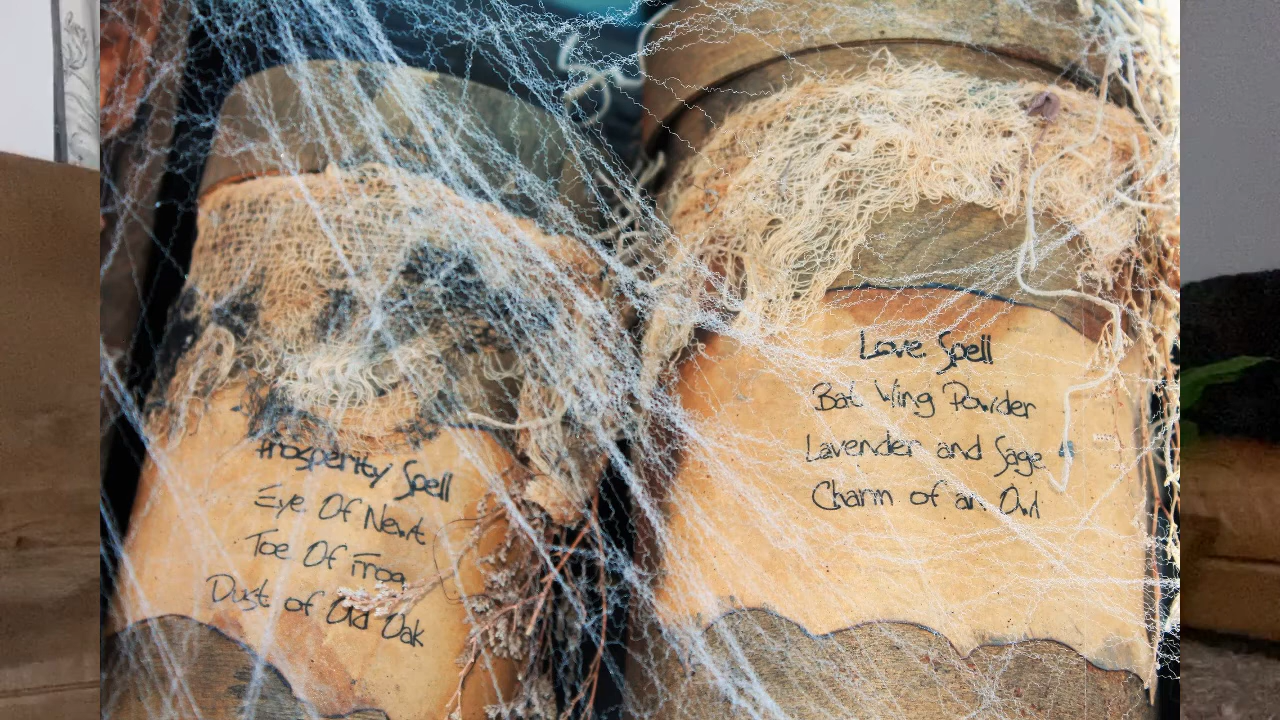 Prosperity Spell
Eye Of Newt
Toe Of Frog
Dust of Old Oak
Love Spell
Bat Wing Powder
Lavender and Sage
Charm of an Owl